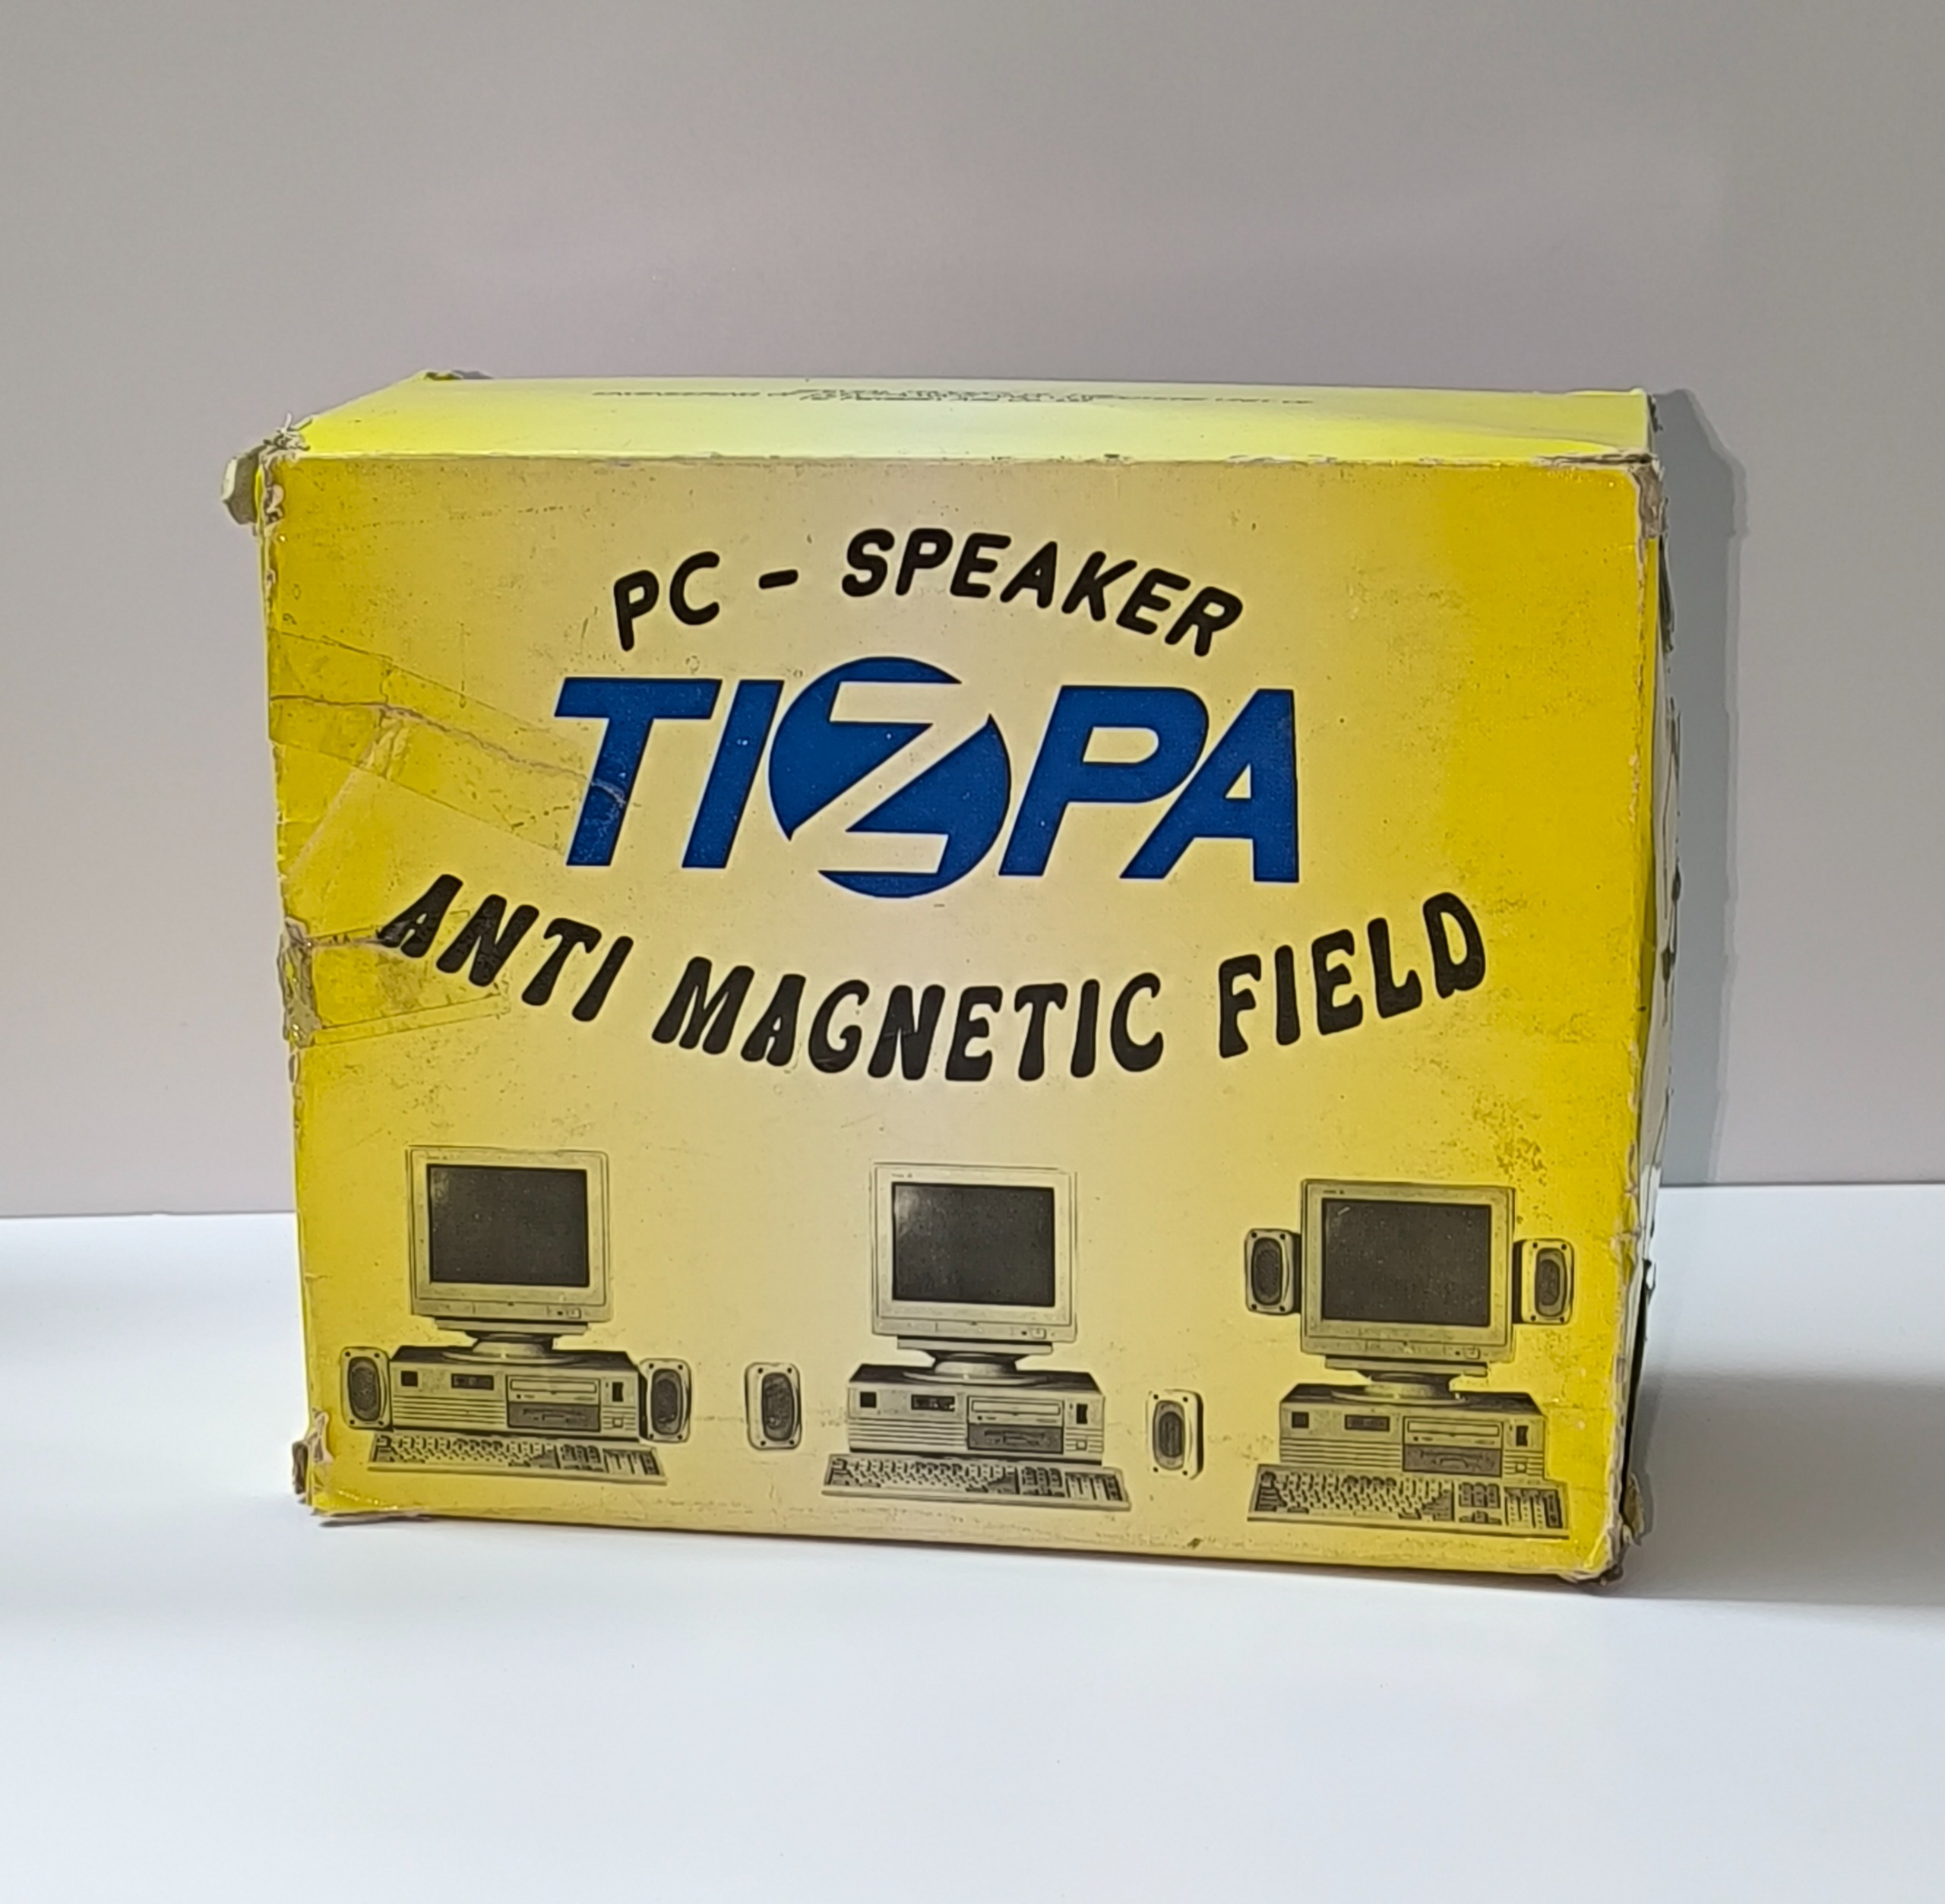 PC - SPEAKER
TIZPA
ANTI MAGNETIC FIELD